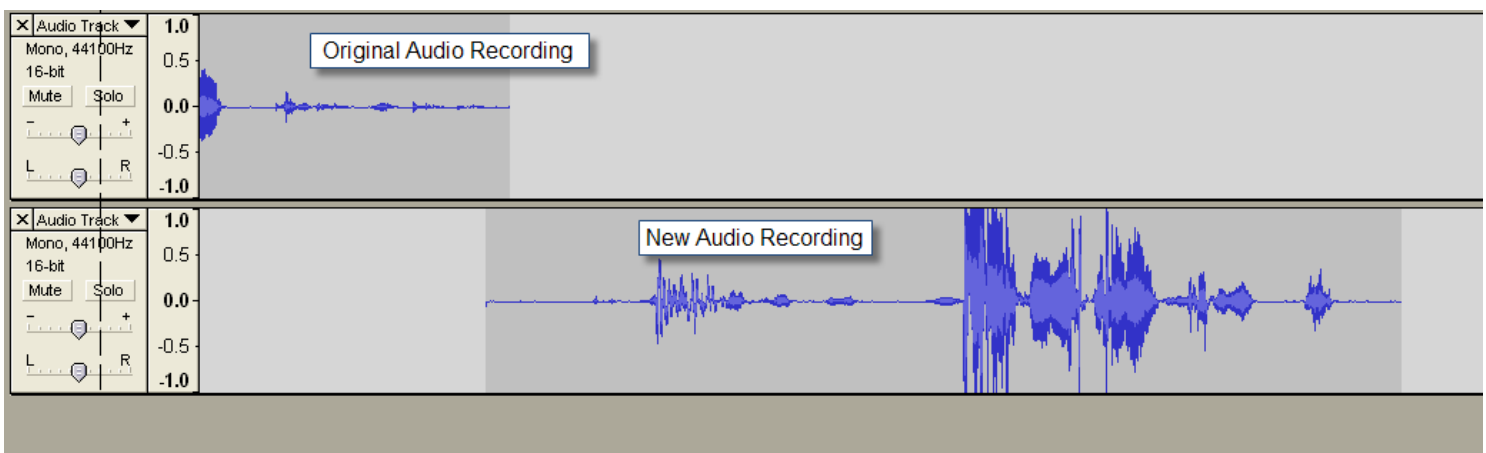 X Audio Track ▼ 1.0
Original Audio Recording
Mono, 44100Hz
0.5
16-bit
Mute Solo
0.0
- +
-0.5
L R
-1.0
X Audio Track ▼ 1.0
New Audio Recording
Mono, 44100Hz
0.5
16-bit
Mute Solo
0.0
- +
-0.5
L R
-1.0